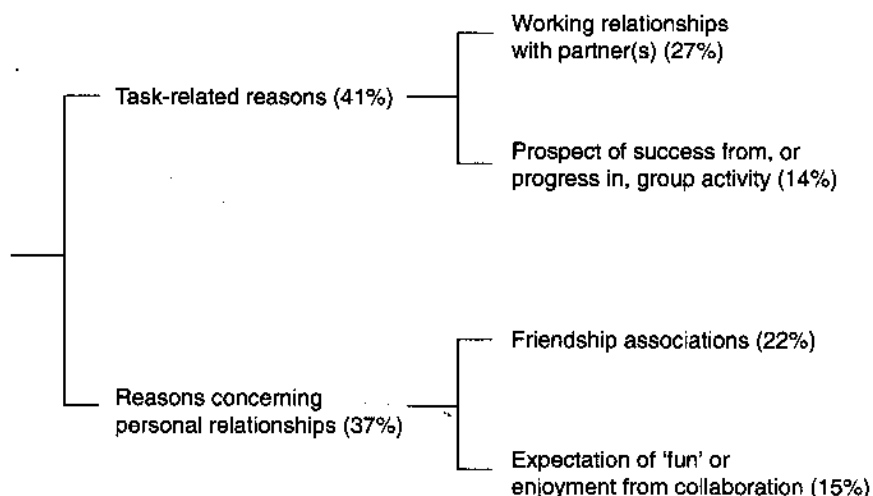 Working relationships
with partner(s) (27%)
Task-related reasons (41%)
Prospect of success from, or
progress in, group activity (14%)
Friendship associations (22%)
Reasons concerning
personal relationships (37%)
Expectation of 'fun' or
enjoyment from collaboration (15%)